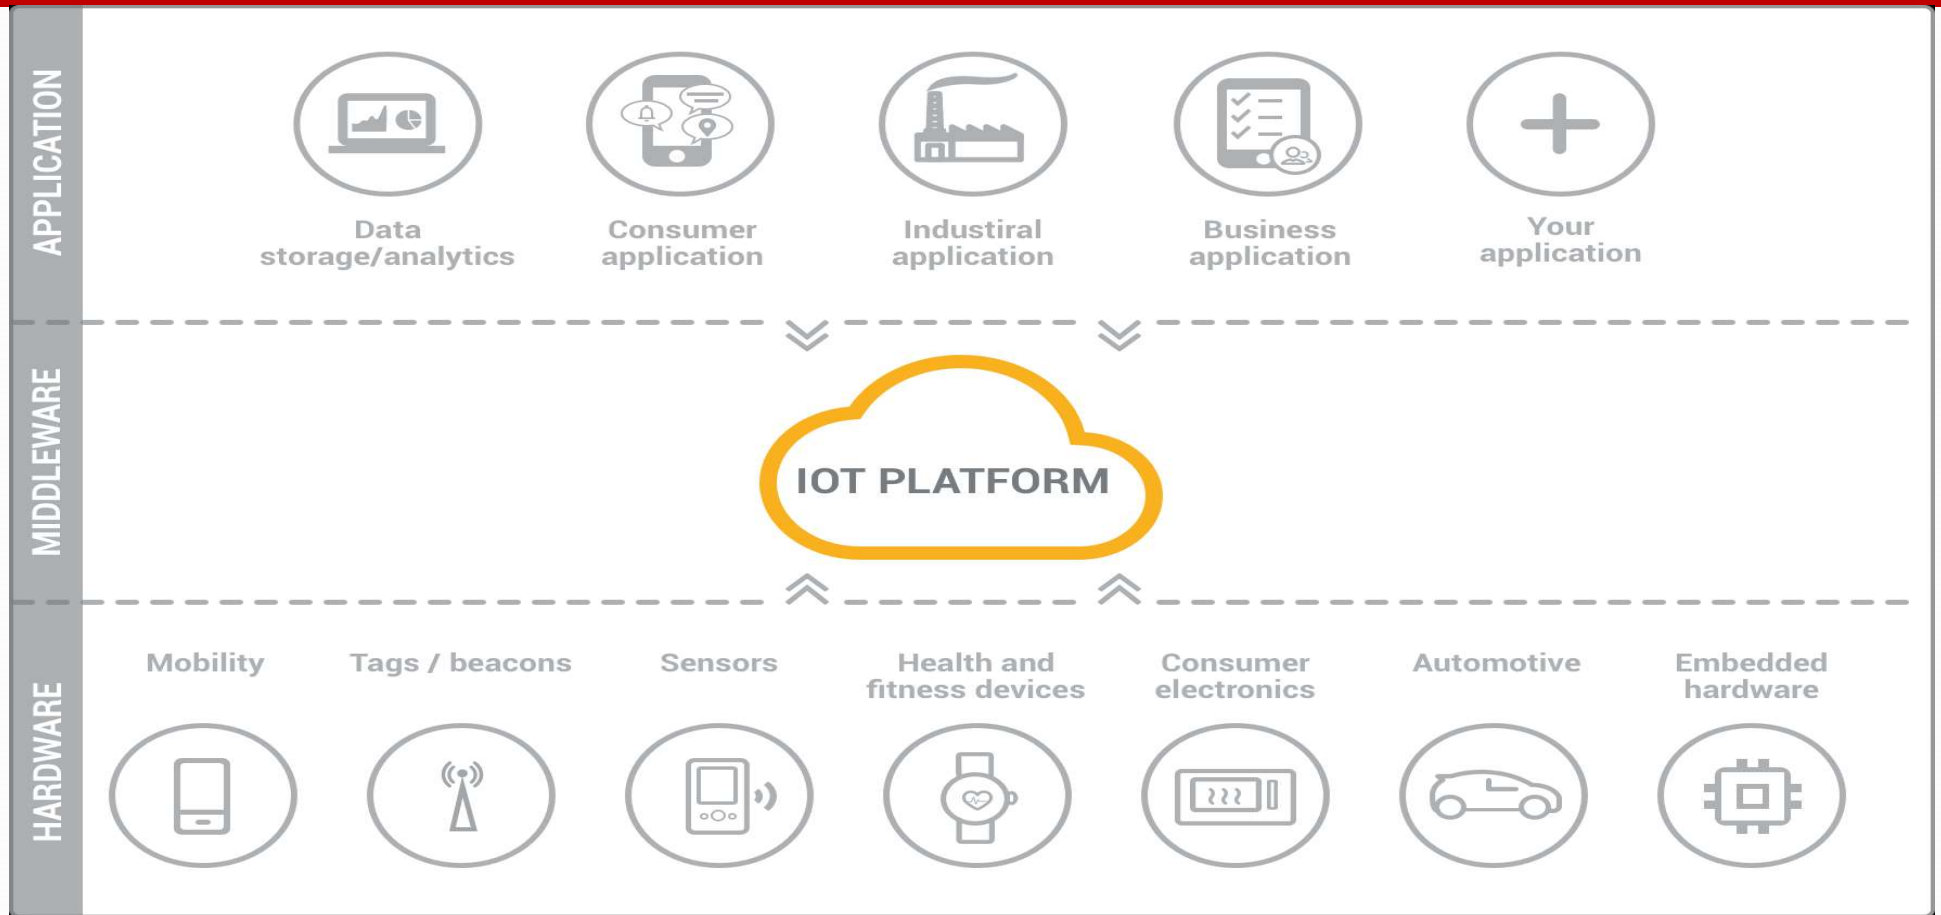 APPLICATION
Data
storage/analytics
Consumer
application
Industiral
application
Business
application
Your
application
MIDDLEWARE
IOT PLATFORM
HARDWARE
Mobility
Tags / beacons
Sensors
Health and
fitness devices
Consumer
electronics
Automotive
Embedded
hardware